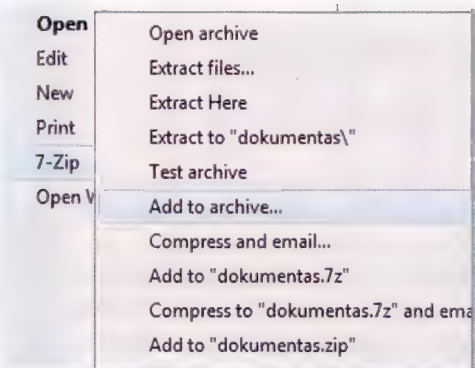 Open
Edit
New
Print
7-Zip
Open
Open archive
Extract files...
Extract Here
Extract to "dokumentas\"
Test archive
Add to archive...
Compress and email...
Add to "dokumentas.7z"
Compress to "dokumentas.7z" and
Add to "dokumentas.zip"